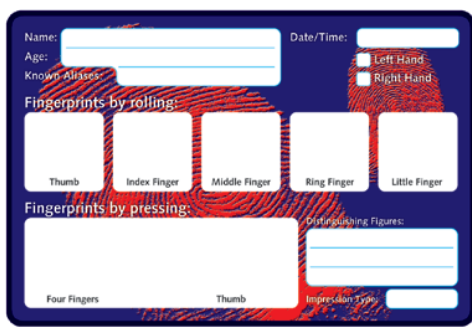 Name:
Date/Time:
Age:
Left Hand
Known Aliases:
Right Hand
Fingerprints by rolling:
Thumb Index Finger Middle Finger Ring Finger Little Finger
Fingerprints by pressing:
Distinguishing Figures:
Four Fingers Thumb
Impression Type: